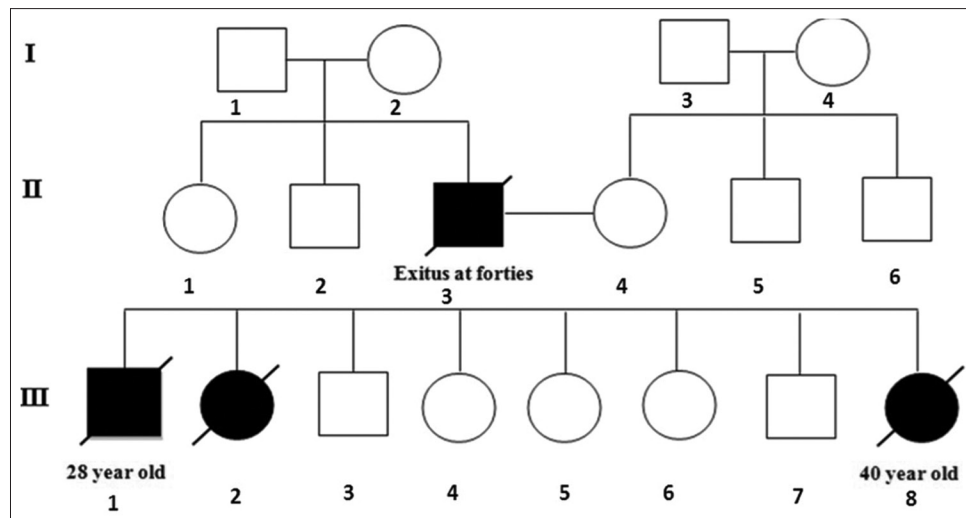 I
1 2 3 4
II
Exitus at forties
1 2 3 4 5 6
III
28 year old 40 year old
1 2 3 4 5 6 7 8